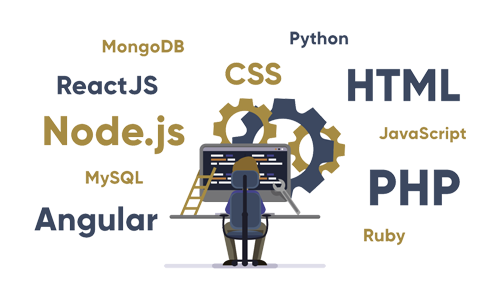 MongoDB
Python
ReactJS
CSS
HTML
Node.js
JavaScript
MySQL
PHP
Angular
Ruby